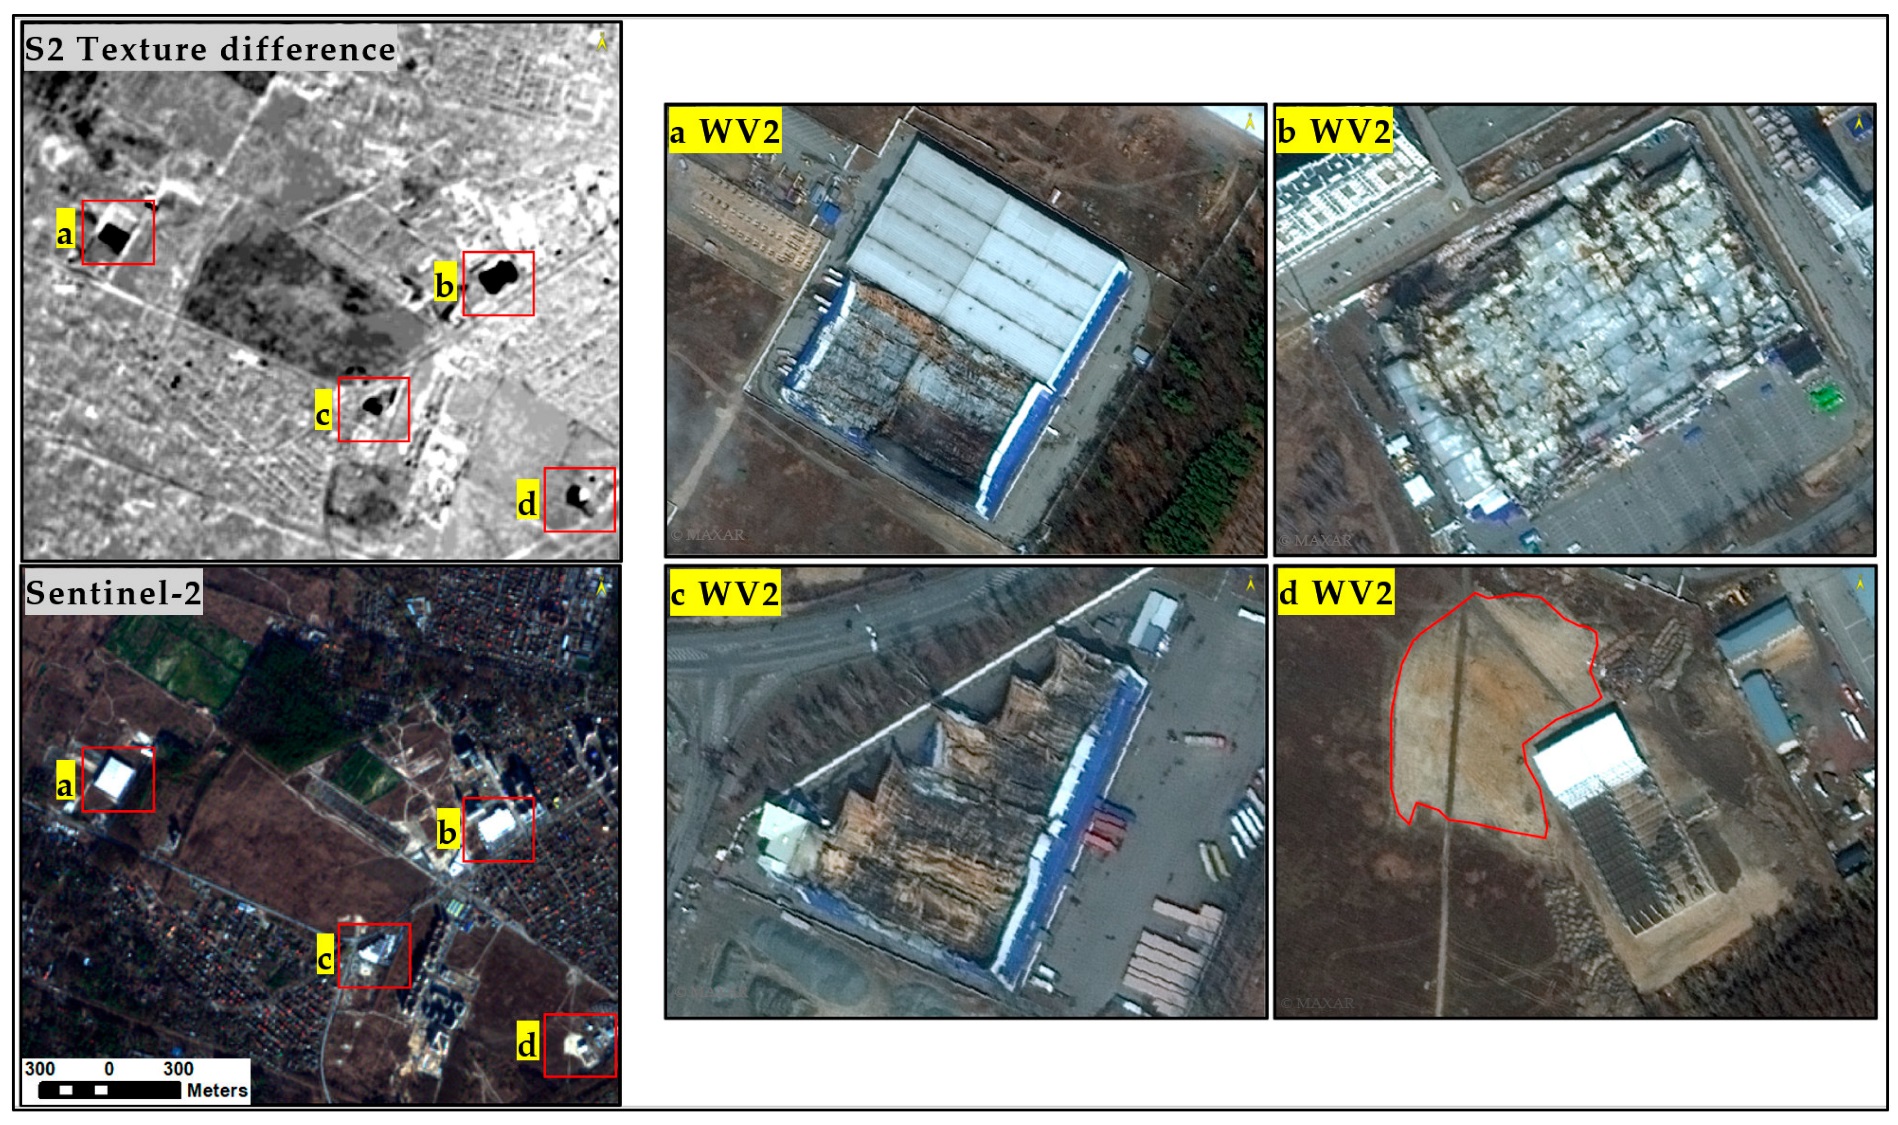 S2 Texture difference
a
b
c
d
Sentinel-2
a
b
c
d
300 0 300
Meters
a WV2
© MAXAR
b WV2
© MAXAR
c WV2
d WV2
© MAXAR